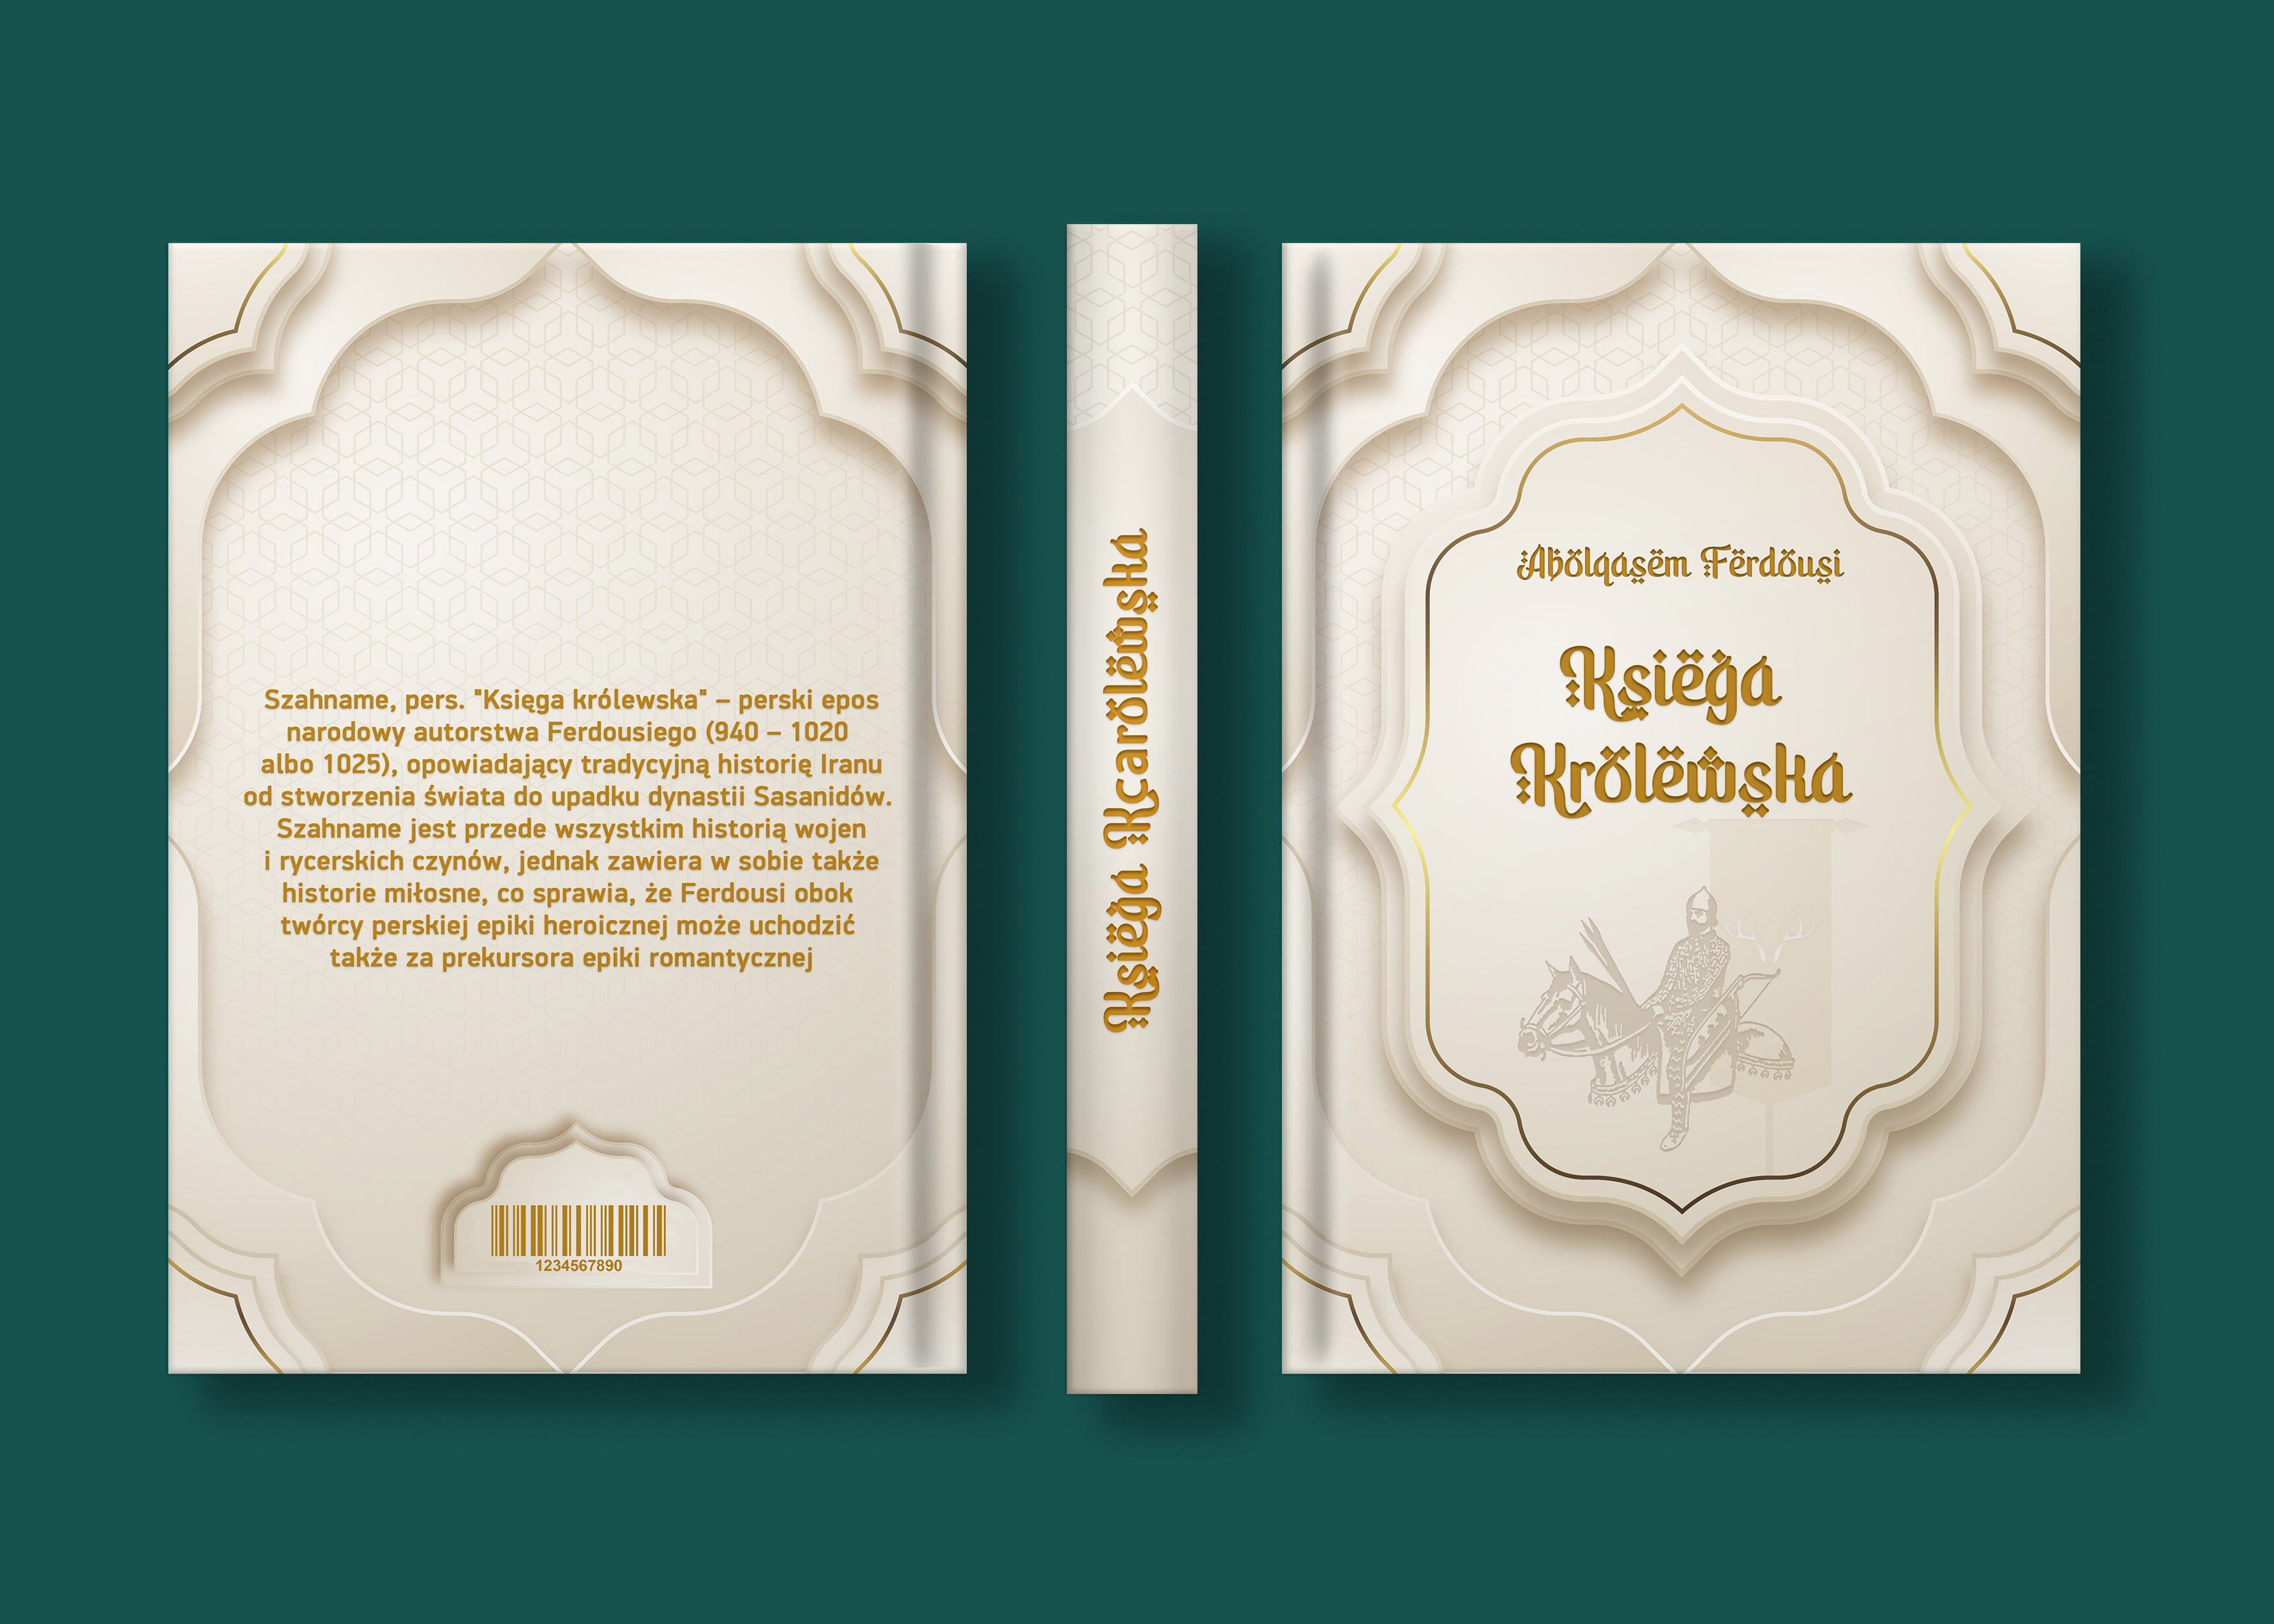 Szahname, pers. "Księga królewska" – perski epos
narodowy autorstwa Ferdousiego (940 – 1020
albo 1025), opowiadający tradycyjną historię Iranu
od stworzenia świata do upadku dynastii Sasanidów.
Szahname jest przede wszystkim historią wojen
i rycerskich czynów, jednak zawiera w sobie także
historie miłosne, co sprawia, że Ferdousi obok
twórcy perskiej epiki heroicznej może uchodzić
także za prekursora epiki romantycznej
1234567890
Księga Kçarolewska
Abolqasem Ferdousi
Księga
Krolewska